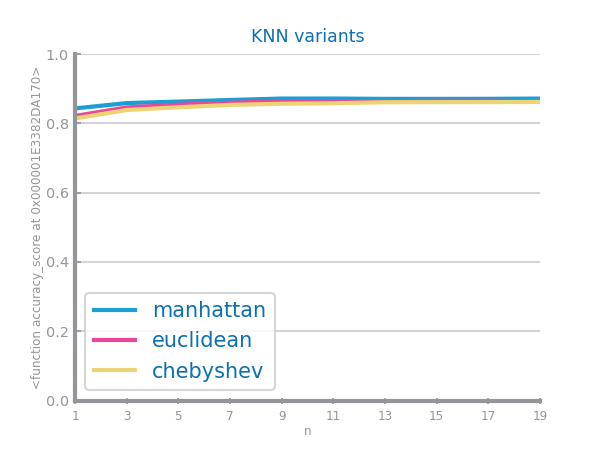 KNN variants
<function accuracy_score at 0x000001E3382DA170>
1.0
0.8
0.6
0.4
0.2
0.0
manhattan
euclidean
chebyshev
1 3 5 7 9 11 13 15 17 19
n